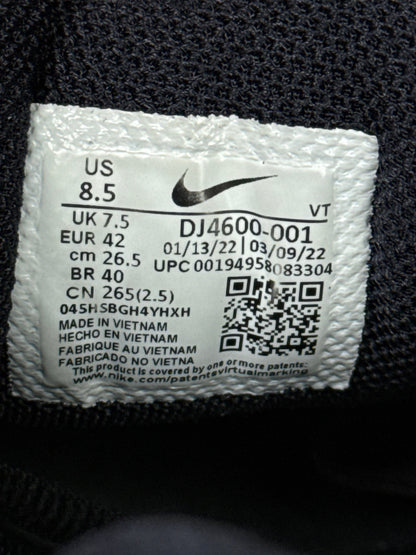 US
8.5
VT
UK 7.5
DJ4600-001
EUR 42
01/13/22 | 03/09/22
cm 26.5
UPC 00194958083304
BR 40
CN 265(2.5)
045HSBGH4YHXH
MADE IN VIETNAM
HECHO EN VIETNAM
FABRIQUE AU VIETNAM
FABRICADO NO VIETNA
This product is covered by one or more patents:
www.nike.com/patentsvirtualmarking